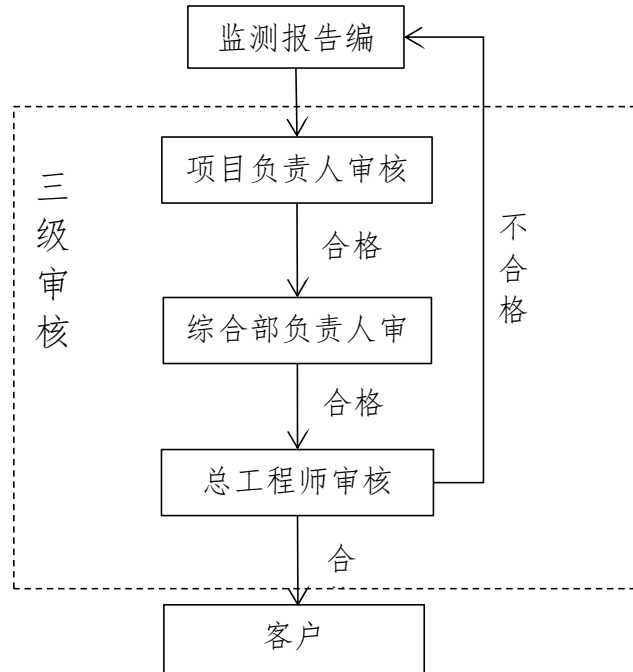 监测报告编
项目负责人审核
三级审核
合格
不合格
综合部负责人审
合格
总工程师审核
合
客户